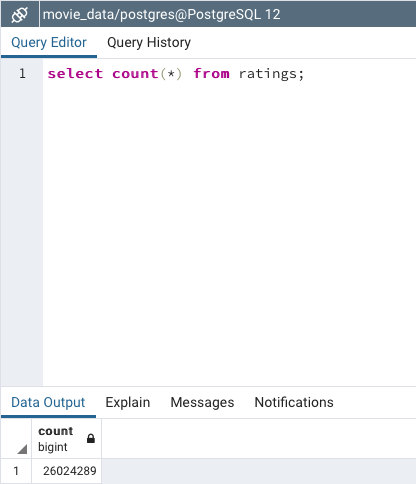 movie_data/postgres@PostgreSQL 12
Query Editor Query History
1 select count(*) from ratings;
Data Output Explain Messages Notifications
count
bigint
1 26024289